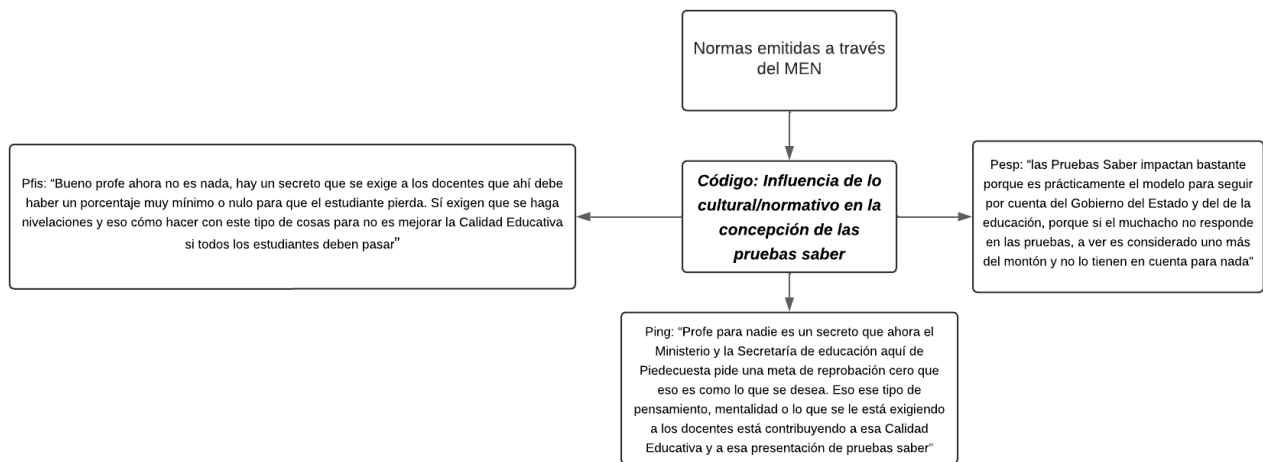 Normas emitidas a través
del MEN
Pfis: “Bueno profe ahora no es nada, hay un secreto que se exige a los docentes que ahí debe
haber un porcentaje muy mínimo o nulo para que el estudiante pierda. Sí exigen que se haga
nivelaciones y eso cómo hacer con este tipo de cosas para no es mejorar la Calidad Educativa
si todos los estudiantes deben pasar”
Código: Influencia de lo
cultural/normativo en la
concepción de las
pruebas saber
Pesp: “las Pruebas Saber impactan bastante
porque es prácticamente el modelo para seguir
por cuenta del Gobierno del Estado y del de la
educación, porque si el muchacho no responde
en las pruebas, a ver es considerado uno más
del montón y no lo tienen en cuenta para nada”
Ping: “Profe para nadie es un secreto que ahora el
Ministerio y la Secretaría de educación aquí de
Piedecuesta pide una meta de reprobación cero que
eso es como lo que se desea. Eso ese tipo de
pensamiento, mentalidad o lo que se le está exigiendo
a los docentes está contribuyendo a esa Calidad
Educativa y a esa presentación de pruebas saber“